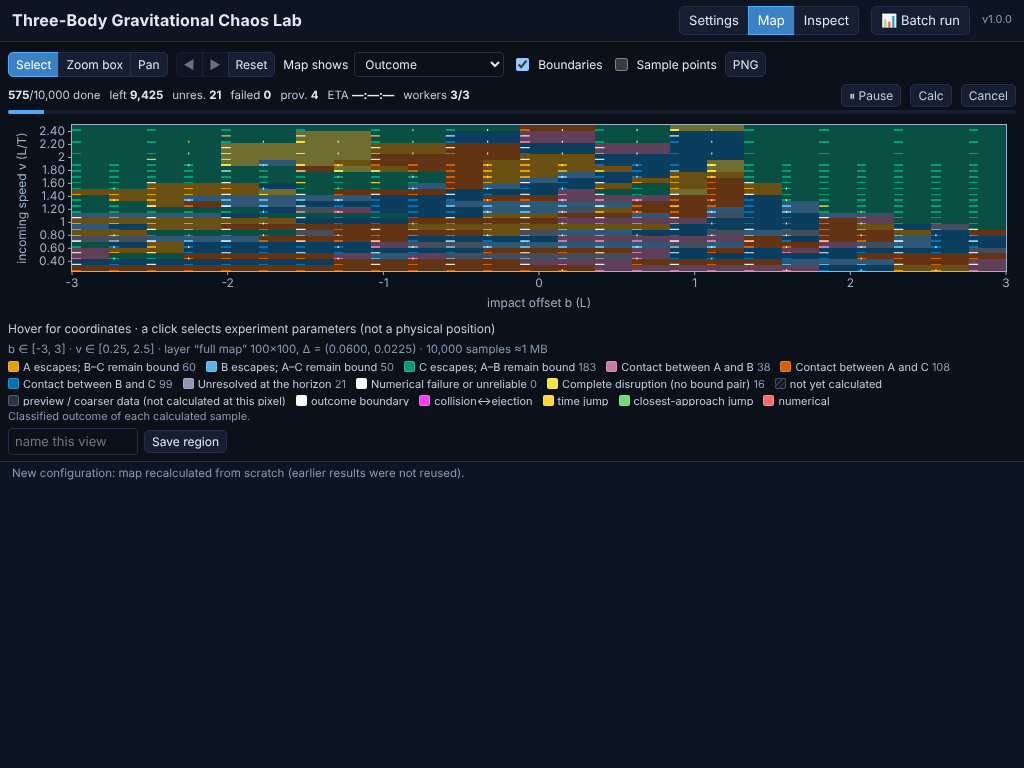 Three-Body Gravitational Chaos Lab
Settings Map Inspect 📊 Batch run v1.0.0
Select Zoom box Pan ◀ ▶ Reset Map shows Outcome Boundaries Sample points PNG
575/10,000 done left 9,425 unres. 21 failed 0 prov. 4 ETA —:—:— workers 3/3 ⏸ Pause Calc Cancel
incoming speed v (L/T)
2.40
2.20
2
1.80
1.60
1.40
1.20
1
0.80
0.60
0.40
-3 -2 -1 0 1 2 3
impact offset b (L)
Hover for coordinates · a click selects experiment parameters (not a physical position)
b ∈ [-3, 3] · v ∈ [0.25, 2.5] · layer “full map” 100×100, Δ = (0.0600, 0.0225) · 10,000 samples ≈1 MB
A escapes; B–C remain bound 60 B escapes; A–C remain bound 50 C escapes; A–B remain bound 183 Contact between A and B 38 Contact between A and C 108
Contact between B and C 99 Unresolved at the horizon 21 Numerical failure or unreliable 0 Complete disruption (no bound pair) 16 not yet calculated
preview / coarser data (not calculated at this pixel) outcome boundary collision↔ejection time jump closest-approach jump numerical
Classified outcome of each calculated sample.
name this view Save region
New configuration: map recalculated from scratch (earlier results were not reused).